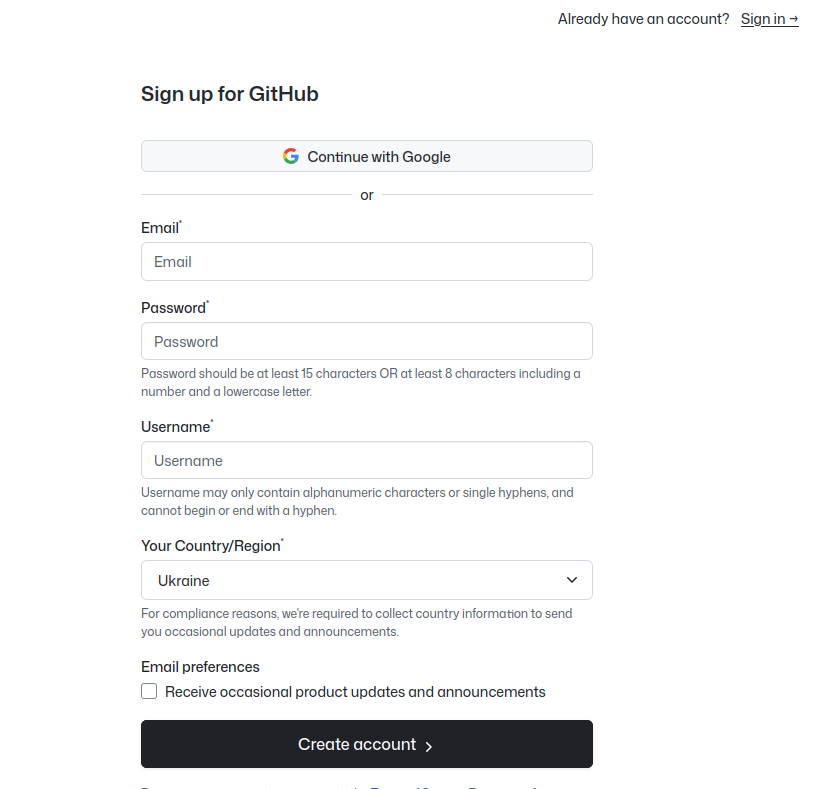 Already have an account? Sign in →
Sign up for GitHub
Continue with Google
or
Email*
Email
Password*
Password
Password should be at least 15 characters OR at least 8 characters including a
number and a lowercase letter.
Username*
Username
Username may only contain alphanumeric characters or single hyphens, and
cannot begin or end with a hyphen.
Your Country/Region*
Ukraine
For compliance reasons, we're required to collect country information to send
you occasional updates and announcements.
Email preferences
Receive occasional product updates and announcements
Create account